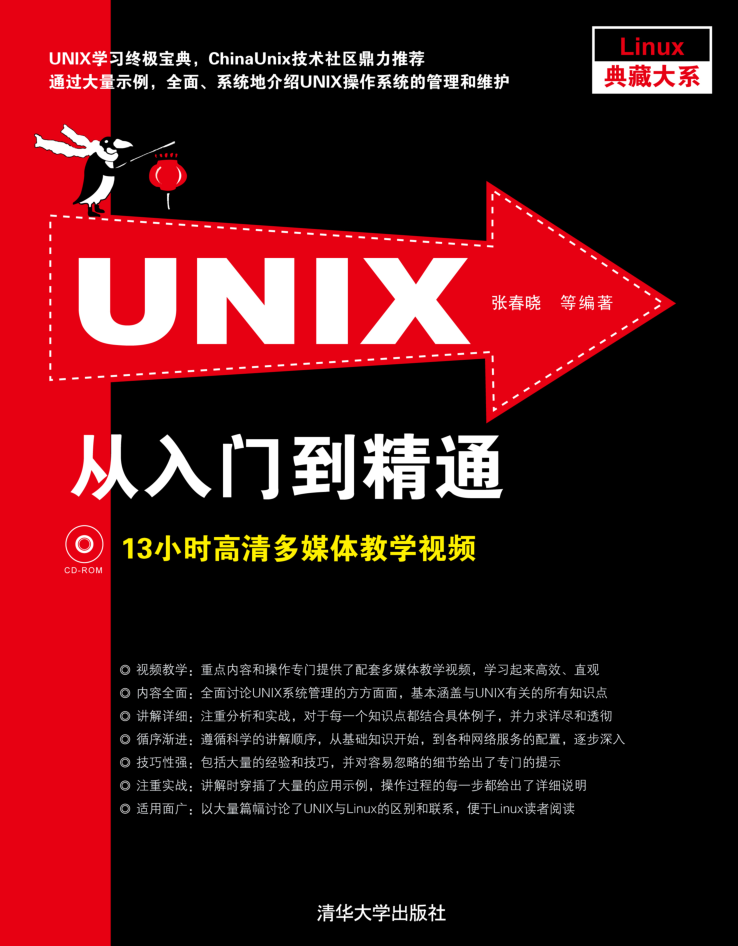 UNIX学习终极宝典，ChinaUnix技术社区鼎力推荐
通过大量示例，全面、系统地介绍UNIX操作系统的管理和维护
Linux
典藏大系
UNIX
张春晓 等编著
从入门到精通
CD-ROM
13小时高清多媒体教学视频
◎ 视频教学：重点内容和操作专门提供了配套多媒体教学视频，学习起来高效、直观
◎ 内容全面：全面讨论UNIX系统管理的方方面面，基本涵盖与UNIX有关的所有知识点
◎ 讲解详细：注重分析和实战，对于每一个知识点都结合具体例子，并力求详尽和透彻
◎ 循序渐进：遵循科学的讲解顺序，从基础知识开始，到各种网络服务的配置，逐步深入
◎ 技巧性强：包括大量的经验和技巧，并对容易忽略的细节给出了专门的提示
◎ 注重实战：讲解时穿插了大量的应用示例，操作过程的每一步都给出了详细说明
◎ 适用面广：以大量篇幅讨论了UNIX与Linux的区别和联系，便于Linux读者阅读
清华大学出版社